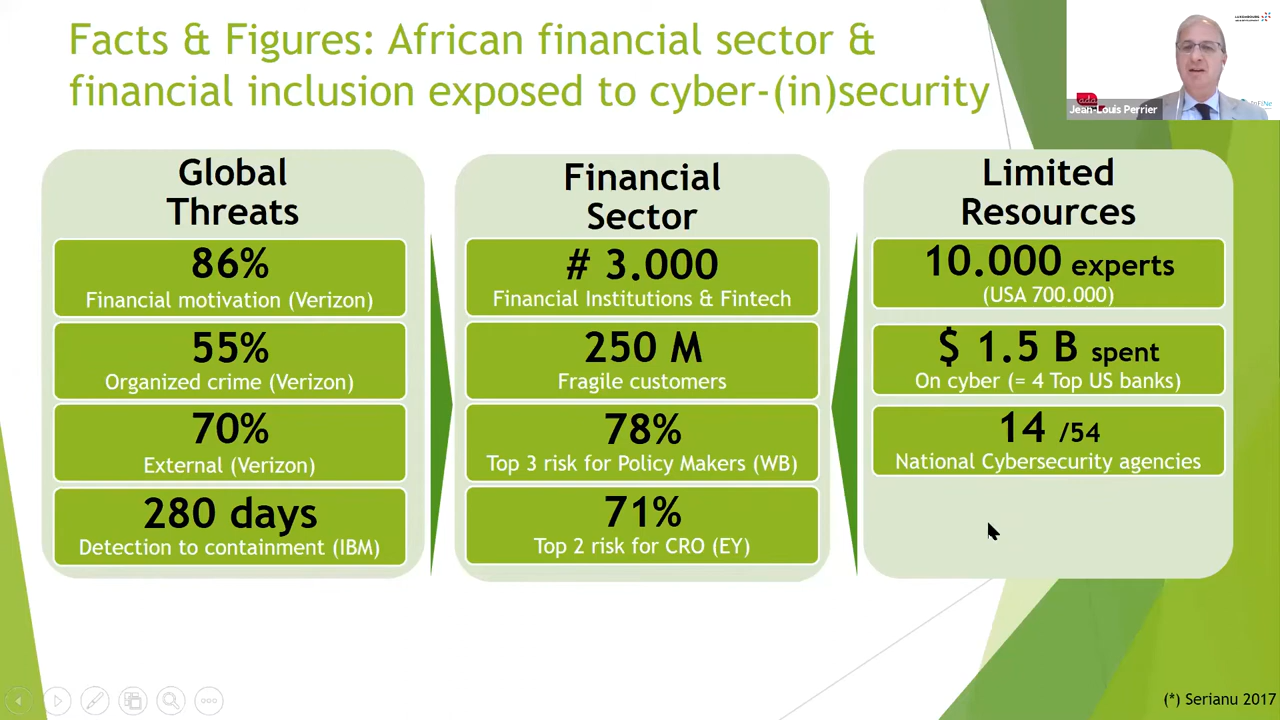 Facts & Figures: African financial sector &
financial inclusion exposed to cyber-(in)security
LUXEMBOURG
ada
Jean-Louis Perrier
InFiNe
Global
Threats
86%
Financial motivation (Verizon)
55%
Organized crime (Verizon)
70%
External (Verizon)
280 days
Detection to containment (IBM)
Financial
Sector
# 3.000
Financial Institutions & Fintech
250 M
Fragile customers
78%
Top 3 risk for Policy Makers (WB)
71%
Top 2 risk for CRO (EY)
Limited
Resources
10.000 experts
(USA 700.000)
$ 1.5 B spent
On cyber (= 4 Top US banks)
14 /54
National Cybersecurity agencies
(*) Serianu 2017